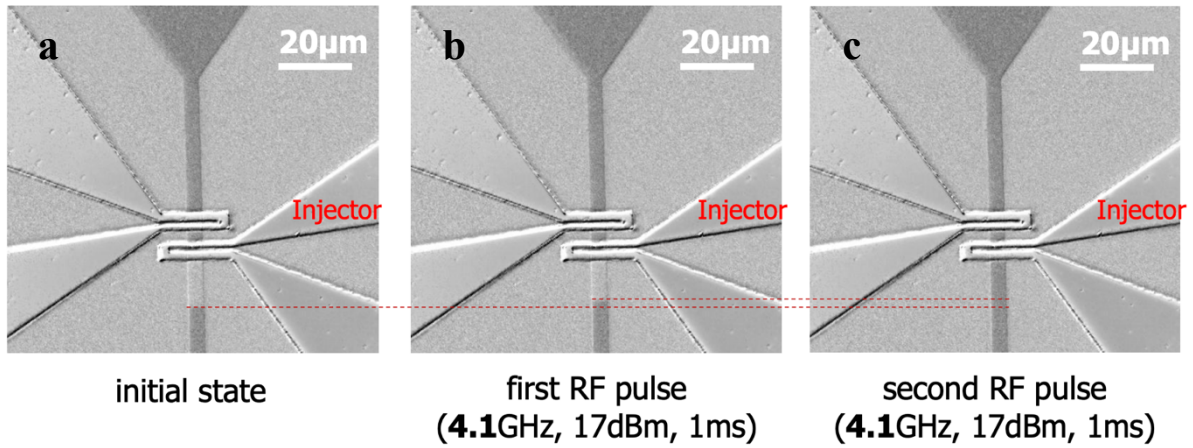 a
20μm
Injector
initial state
b
20μm
Injector
first RF pulse
(4.1GHz, 17dBm, 1ms)
c
20μm
Injector
second RF pulse
(4.1GHz, 17dBm, 1ms)